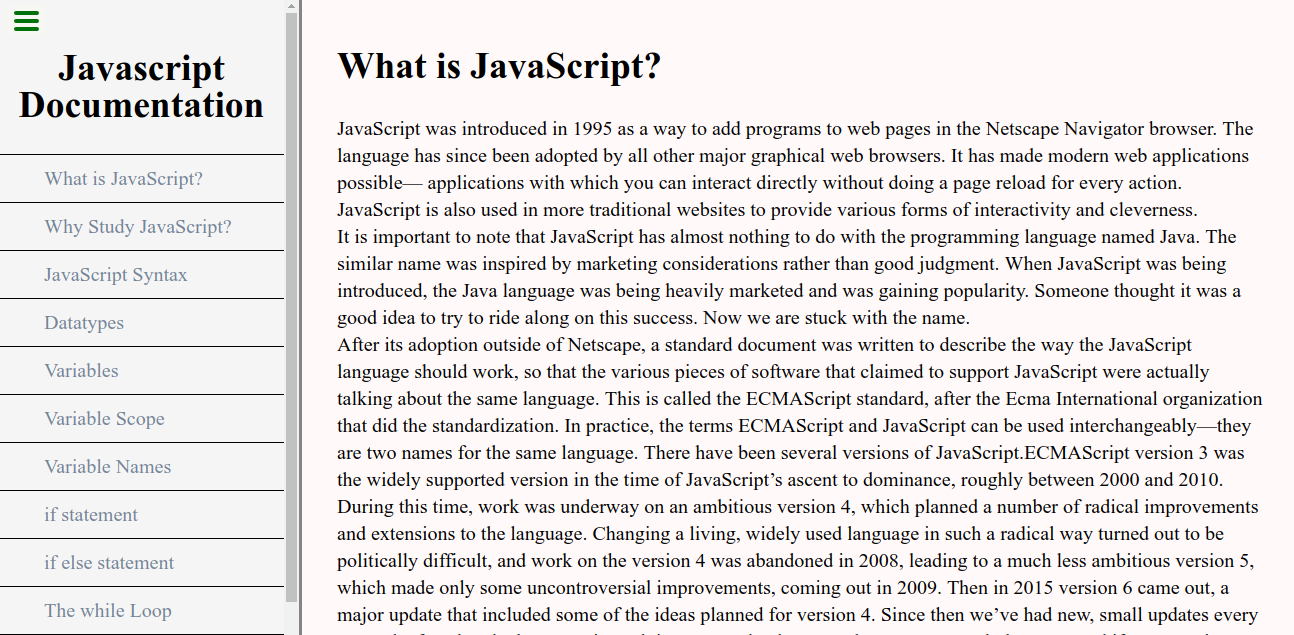 Javascript
Documentation
What is JavaScript?
Why Study JavaScript?
JavaScript Syntax
Datatypes
Variables
Variable Scope
Variable Names
if statement
if else statement
The while Loop
What is JavaScript?
JavaScript was introduced in 1995 as a way to add programs to web pages in the Netscape Navigator browser. The
language has since been adopted by all other major graphical web browsers. It has made modern web applications
possible— applications with which you can interact directly without doing a page reload for every action.
JavaScript is also used in more traditional websites to provide various forms of interactivity and cleverness.
It is important to note that JavaScript has almost nothing to do with the programming language named Java. The
similar name was inspired by marketing considerations rather than good judgment. When JavaScript was being
introduced, the Java language was being heavily marketed and was gaining popularity. Someone thought it was a
good idea to try to ride along on this success. Now we are stuck with the name.
After its adoption outside of Netscape, a standard document was written to describe the way the JavaScript
language should work, so that the various pieces of software that claimed to support JavaScript were actually
talking about the same language. This is called the ECMAScript standard, after the Ecma International organization
that did the standardization. In practice, the terms ECMAScript and JavaScript can be used interchangeably—they
are two names for the same language. There have been several versions of JavaScript.ECMAScript version 3 was
the widely supported version in the time of JavaScript’s ascent to dominance, roughly between 2000 and 2010.
During this time, work was underway on an ambitious version 4, which planned a number of radical improvements
and extensions to the language. Changing a living, widely used language in such a radical way turned out to be
politically difficult, and work on the version 4 was abandoned in 2008, leading to a much less ambitious version 5,
which made only some uncontroversial improvements, coming out in 2009. Then in 2015 version 6 came out, a
major update that included some of the ideas planned for version 4. Since then we’ve had new, small updates every